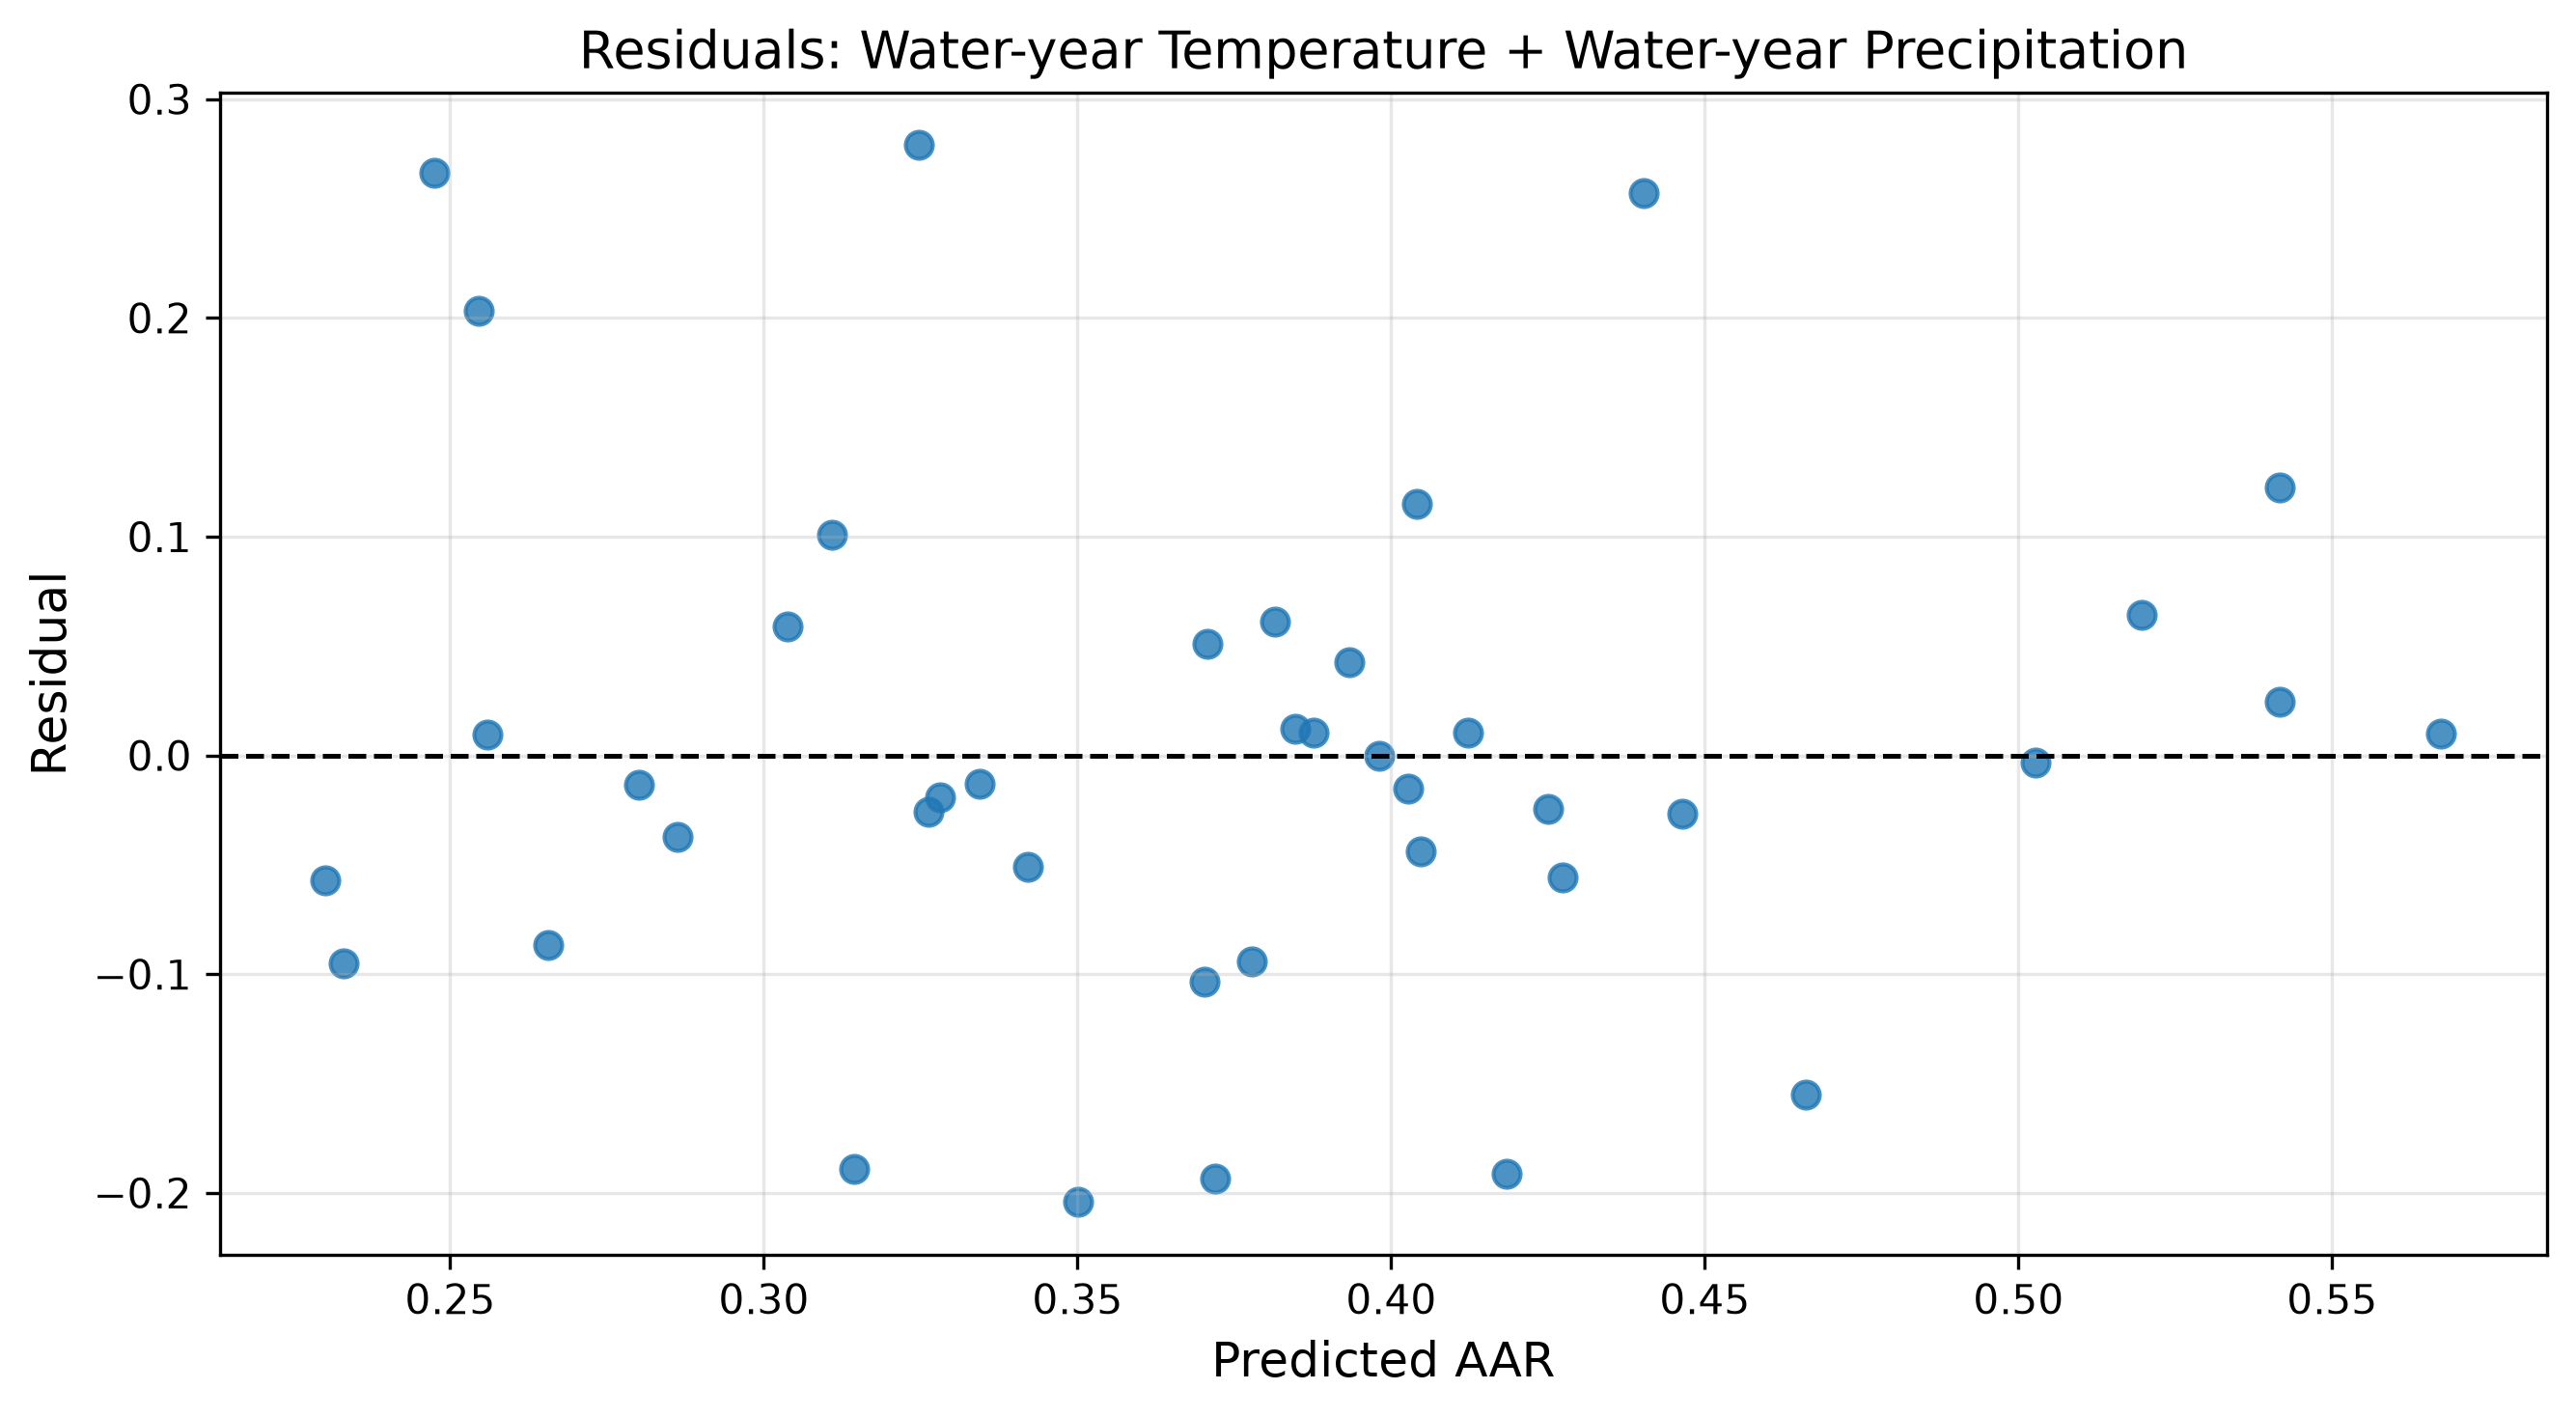 Residuals: Water-year Temperature + Water-year Precipitation
0.3
0.2
0.1
0.0
−0.1
−0.2
Residual
0.25 0.30 0.35 0.40 0.45 0.50 0.55
Predicted AAR